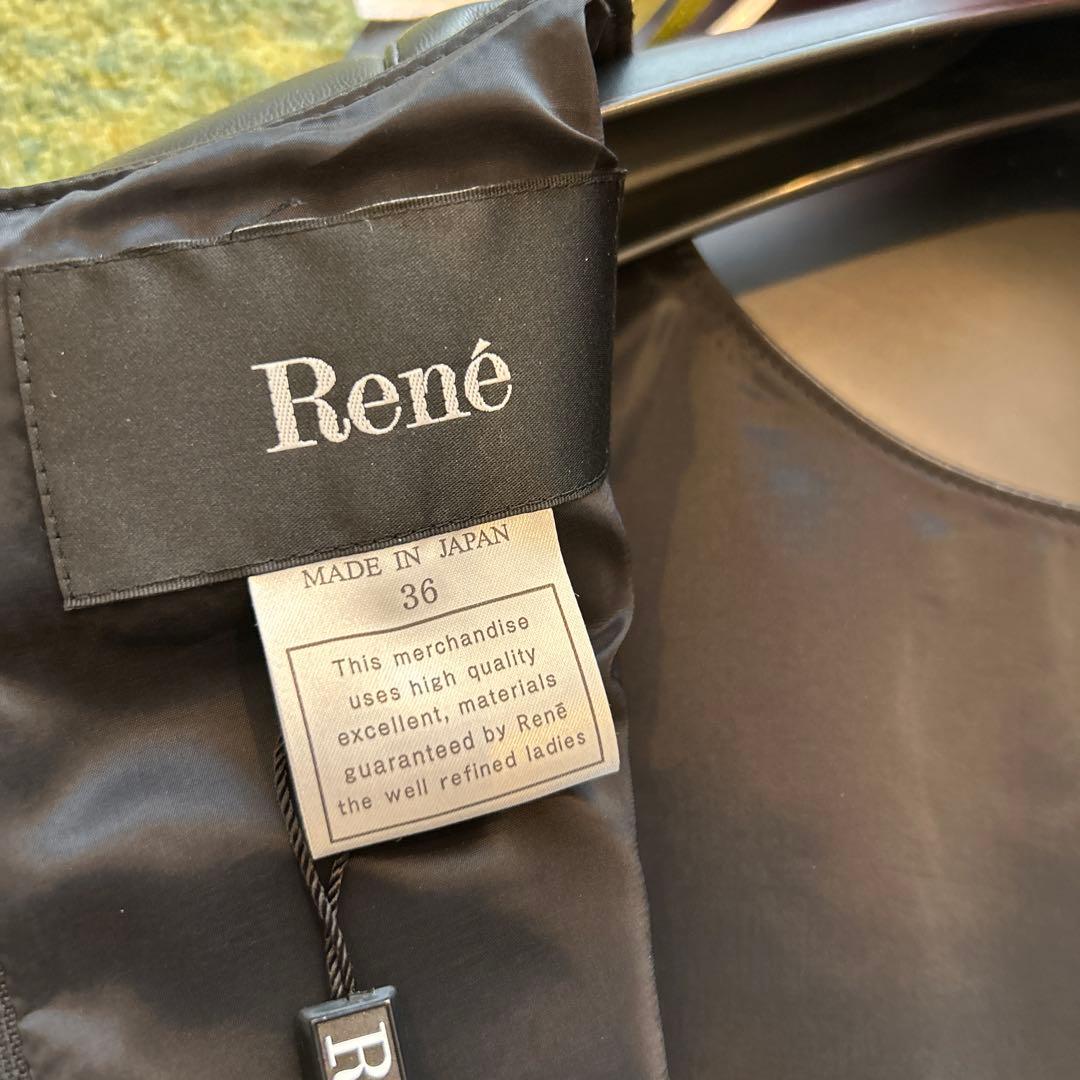 René
MADE IN JAPAN
36
This merchandise
uses high quality
excellent, materials
guaranteed by Renē
the well refined ladies
R